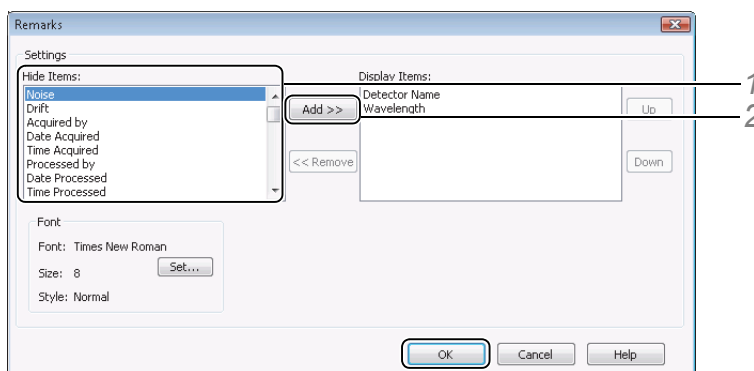 Remarks
Settings
Hide Items:
Display Items:
Noise
Drift
Acquired by
Date Acquired
Time Acquired
Processed by
Date Processed
Time Processed
Add >>
<< Remove
Detector Name
Wavelength
Up
Down
1
2
Font
Font: Times New Roman
Size: 8
Set...
Style: Normal
OK
Cancel
Help